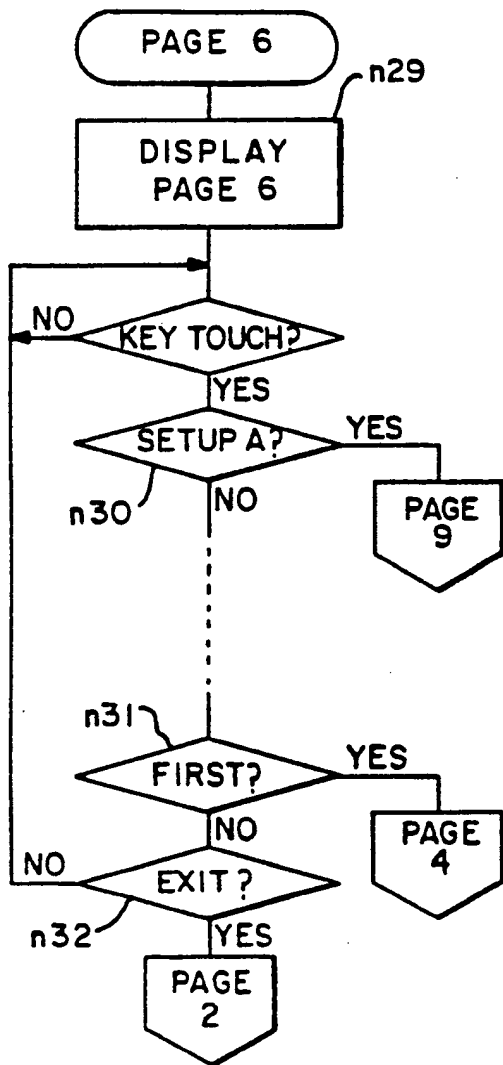 PAGE 6
n29
DISPLAY
PAGE 6
NO
KEY TOUCH?
YES
SETUP A?
YES
n30
NO
PAGE
9
n31
FIRST?
YES
NO
PAGE
4
NO
EXIT?
n32
YES
PAGE
2